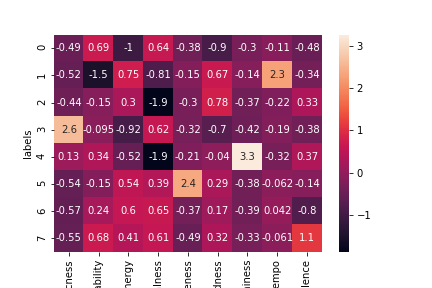 0 -0.49 0.69 -1 0.64 -0.38 -0.9 -0.3 -0.11 -0.48
1 -0.52 -1.5 0.75 -0.81 -0.15 0.67 -0.14 2.3 -0.34
2 -0.44 -0.15 0.3 -1.9 -0.3 0.78 -0.37 -0.22 0.33
3 2.6 -0.095 -0.92 0.62 -0.32 -0.7 -0.42 -0.19 -0.38
4 0.13 0.34 -0.52 -1.9 -0.21 -0.04 3.3 -0.32 0.37
5 -0.54 -0.15 0.54 0.39 2.4 0.29 -0.38 -0.062 -0.14
6 -0.57 0.24 0.6 0.65 -0.37 0.17 -0.39 0.042 -0.8
7 -0.55 0.68 0.41 0.61 -0.49 0.32 -0.33 -0.061 1.1
labels
cness ability nergy lness eness dness iness empo lence
3
2
1
0
−1